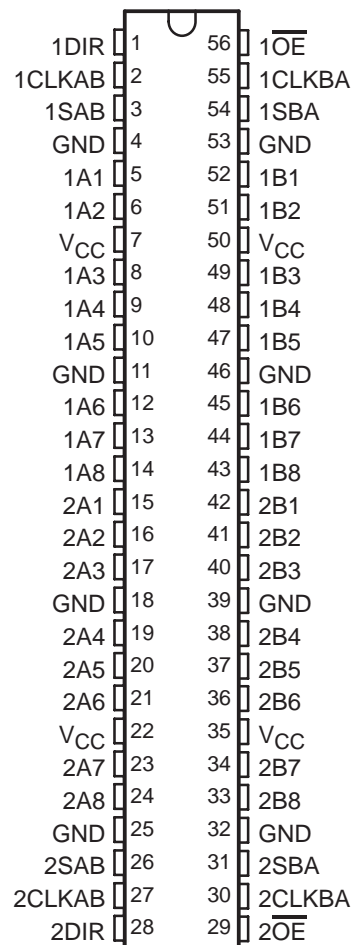 1DIR 1 56 1O̅E̅
1CLKAB 2 55 1CLKBA
1SAB 3 54 1SBA
GND 4 53 GND
1A1 5 52 1B1
1A2 6 51 1B2
VCC 7 50 VCC
1A3 8 49 1B3
1A4 9 48 1B4
1A5 10 47 1B5
GND 11 46 GND
1A6 12 45 1B6
1A7 13 44 1B7
1A8 14 43 1B8
2A1 15 42 2B1
2A2 16 41 2B2
2A3 17 40 2B3
GND 18 39 GND
2A4 19 38 2B4
2A5 20 37 2B5
2A6 21 36 2B6
VCC 22 35 VCC
2A7 23 34 2B7
2A8 24 33 2B8
GND 25 32 GND
2SAB 26 31 2SBA
2CLKAB 27 30 2CLKBA
2DIR 28 29 2O̅E̅